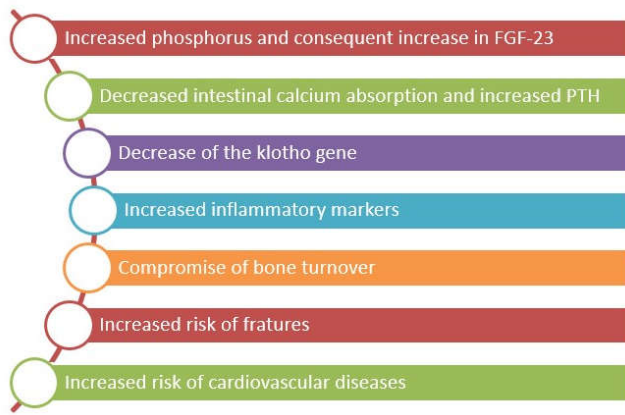 Increased phosphorus and consequent increase in FGF-23
Decreased intestinal calcium absorption and increased PTH
Decrease of the klotho gene
Increased inflammatory markers
Compromise of bone turnover
Increased risk of fratures
Increased risk of cardiovascular diseases